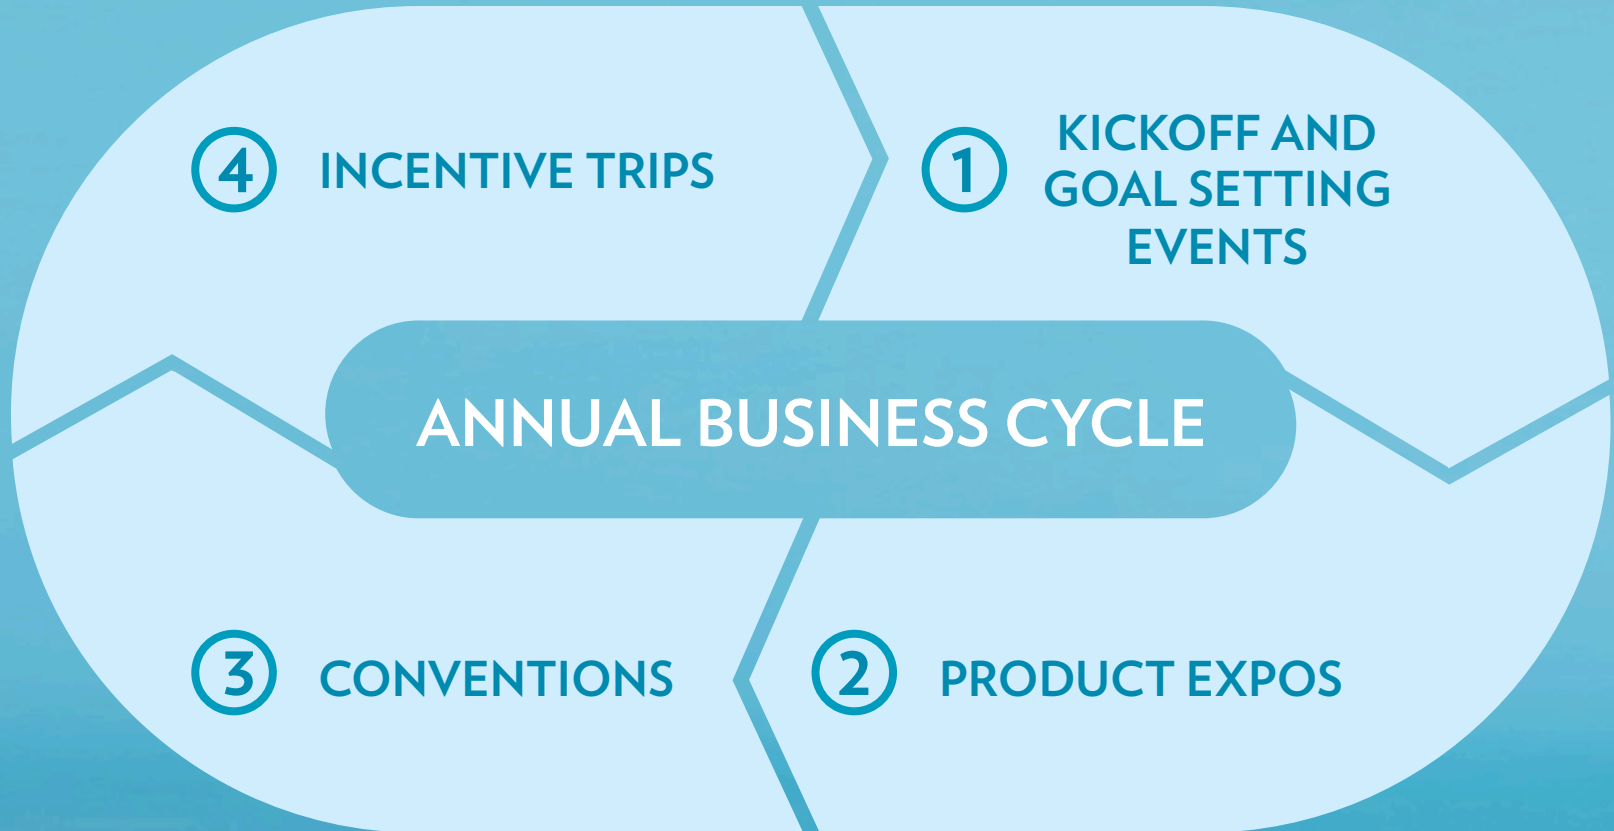 4 INCENTIVE TRIPS
1 KICKOFF AND
GOAL SETTING
EVENTS
ANNUAL BUSINESS CYCLE
3 CONVENTIONS
2 PRODUCT EXPOS